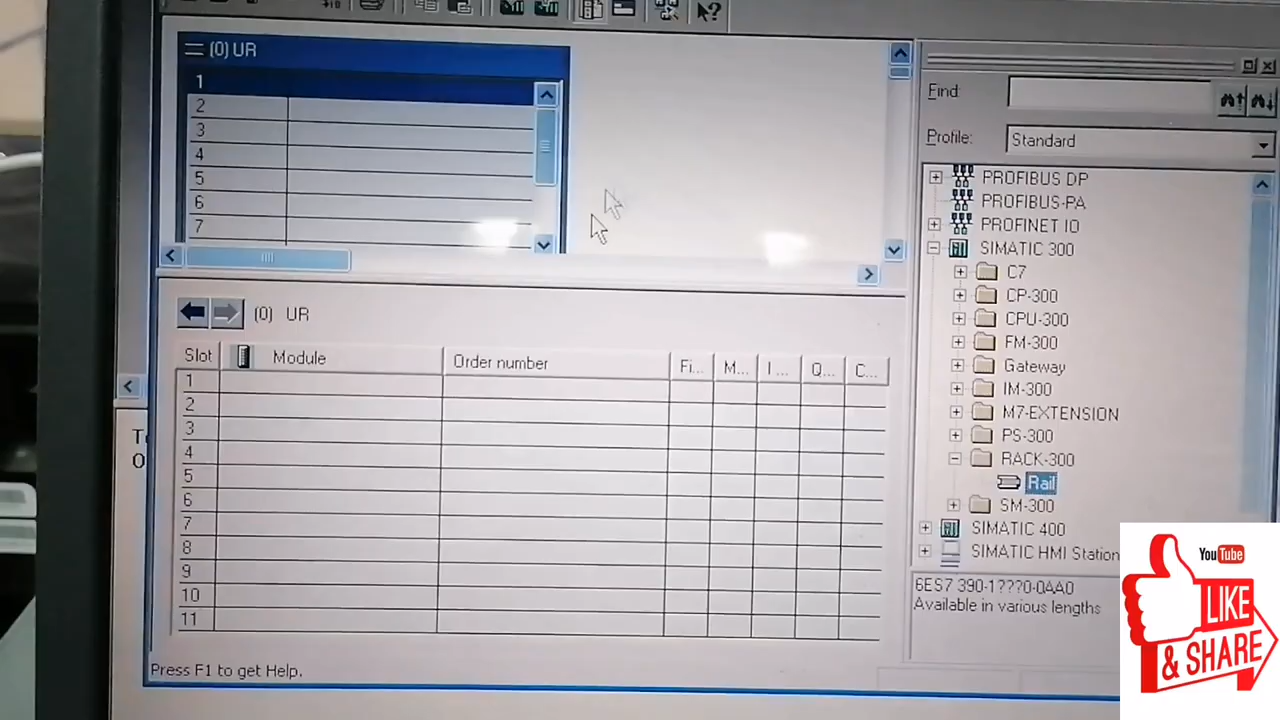 (0) UR
1
2
3
4
5
6
7
(0) UR
Slot Module Order number Fi... M... I ... Q... C...
1
2
3
4
5
6
7
8
9
10
11
Press F1 to get Help.
Find:
Profile: Standard
PROFIBUS DP
PROFIBUS-PA
PROFINET IO
SIMATIC 300
C7
CP-300
CPU-300
FM-300
Gateway
IM-300
M7-EXTENSION
PS-300
RACK-300
Rail
SM-300
SIMATIC 400
SIMATIC HMI Station
6ES7 390-1???0-0AA0
Available in various lengths
YouTube
LIKE
& SHARE